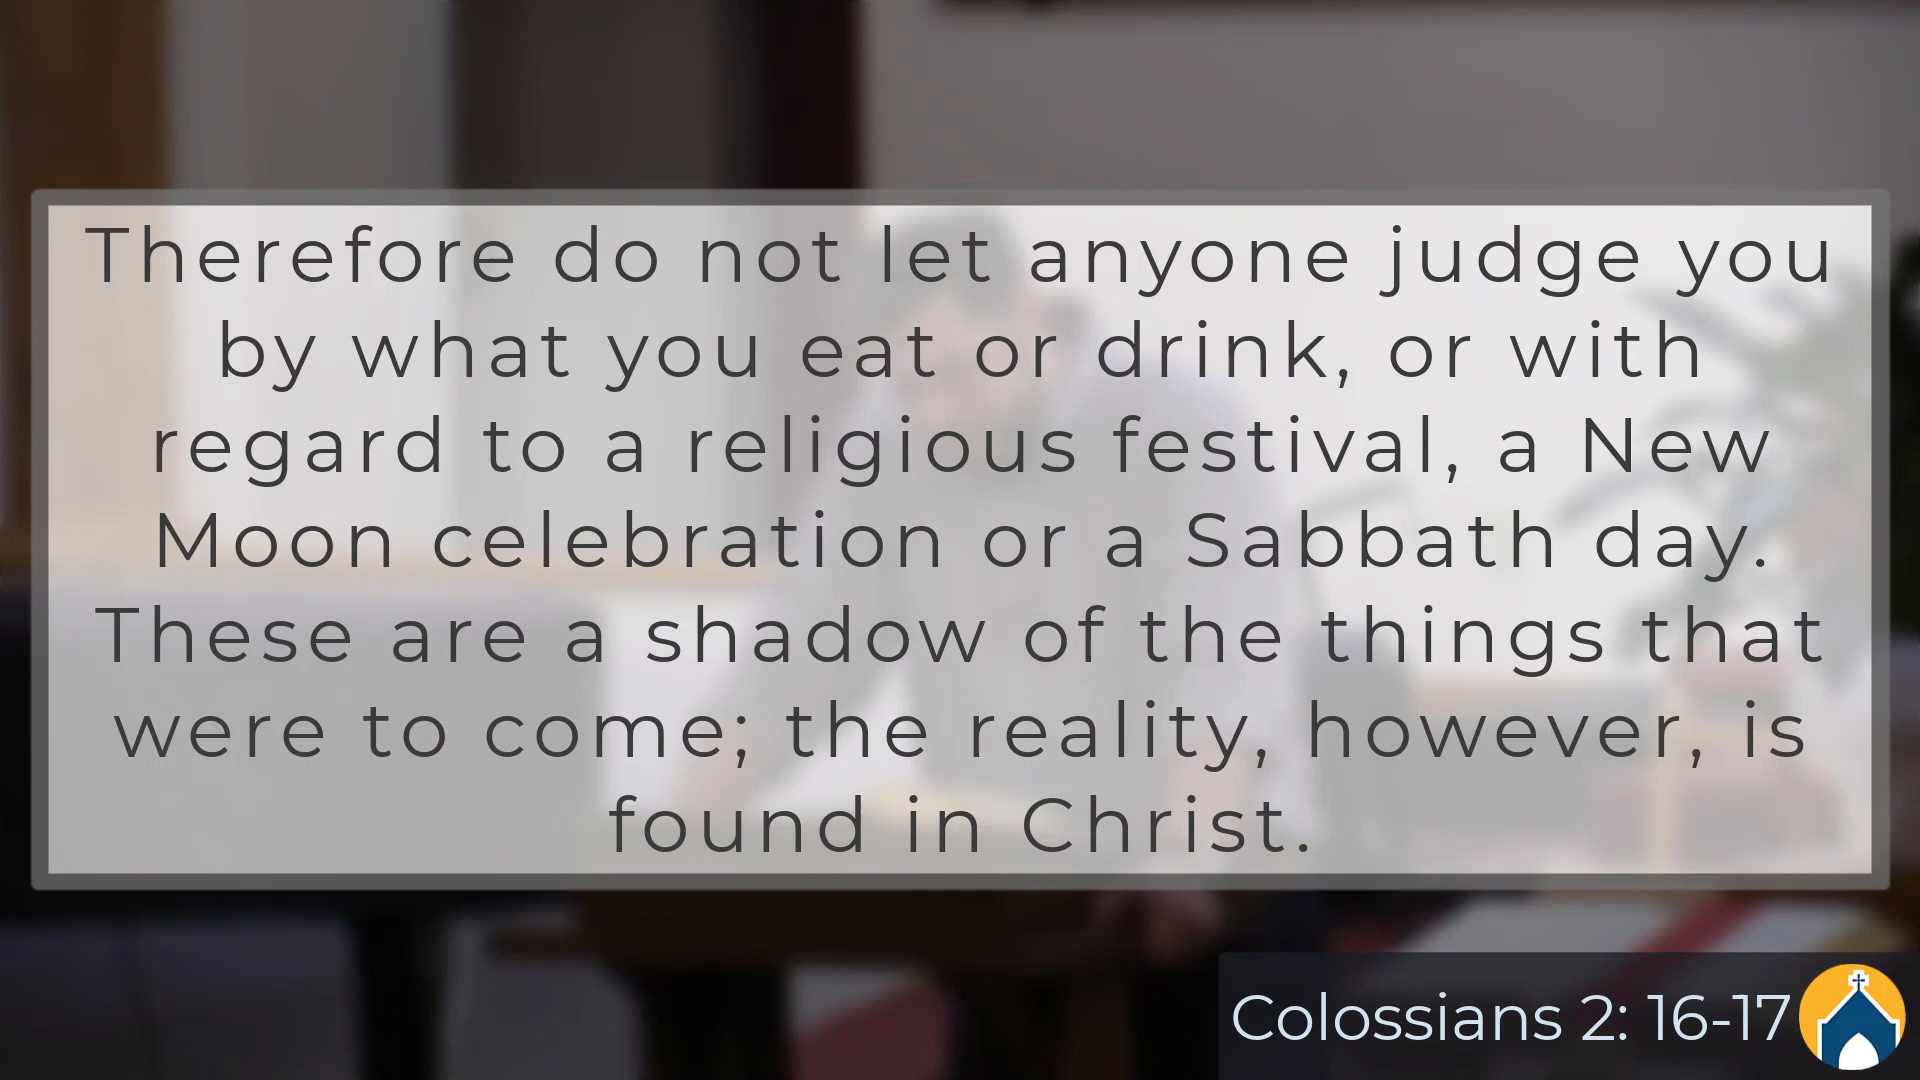 Therefore do not let anyone judge you
by what you eat or drink, or with
regard to a religious festival, a New
Moon celebration or a Sabbath day.
These are a shadow of the things that
were to come; the reality, however, is
found in Christ.
Colossians 2: 16-17